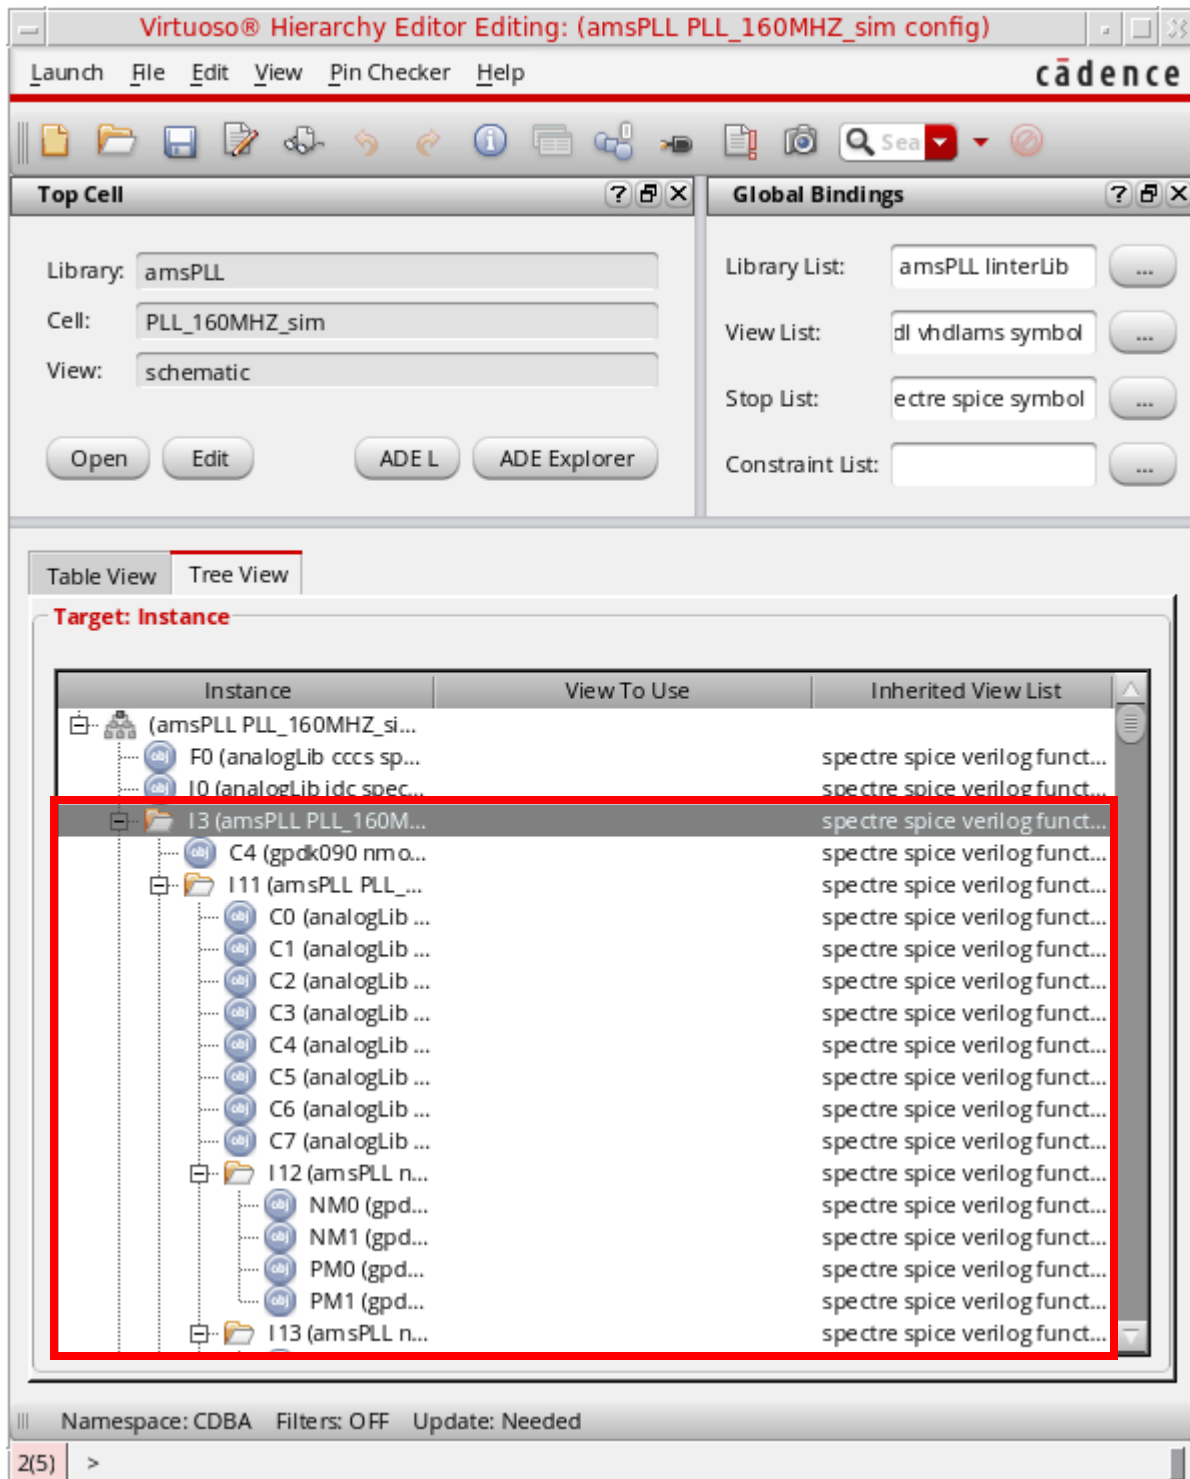 Virtuoso® Hierarchy Editor Editing: (amsPLL PLL_160MHZ_sim config)
Launch File Edit View Pin Checker Help cādence
Sea
Top Cell
Global Bindings
Library: amsPLL
Cell: PLL_160MHZ_sim
View: schematic
Open Edit ADE L ADE Explorer
Library List: amsPLL linterLib ...
View List: dl vhdlams symbol ...
Stop List: ectre spice symbol ...
Constraint List: ...
Table View Tree View
Target: Instance
Instance View To Use Inherited View List
(amsPLL PLL_160MHZ_si...
F0 (analogLib cccs sp... spectre spice verilog funct...
I0 (analogLib idc spec... spectre spice verilog funct...
I3 (amsPLL PLL_160M... spectre spice verilog funct...
C4 (gpdk090 nmo... spectre spice verilog funct...
I11 (amsPLL PLL_... spectre spice verilog funct...
C0 (analogLib ... spectre spice verilog funct...
C1 (analogLib ... spectre spice verilog funct...
C2 (analogLib ... spectre spice verilog funct...
C3 (analogLib ... spectre spice verilog funct...
C4 (analogLib ... spectre spice verilog funct...
C5 (analogLib ... spectre spice verilog funct...
C6 (analogLib ... spectre spice verilog funct...
C7 (analogLib ... spectre spice verilog funct...
I12 (amsPLL n... spectre spice verilog funct...
NM0 (gpd... spectre spice verilog funct...
NM1 (gpd... spectre spice verilog funct...
PM0 (gpd... spectre spice verilog funct...
PM1 (gpd... spectre spice verilog funct...
I13 (amsPLL n... spectre spice verilog funct...
Namespace: CDBA Filters: OFF Update: Needed
2(5) >